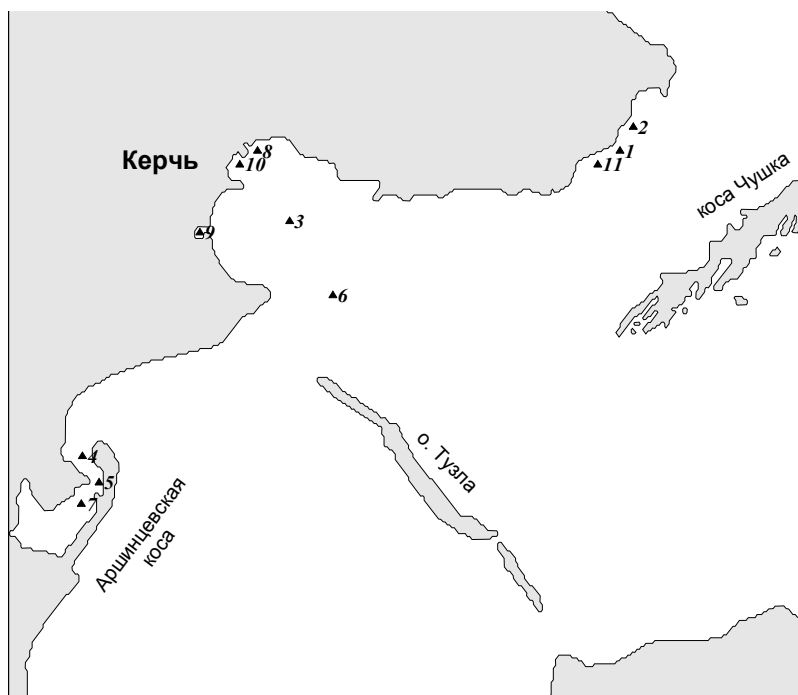 2
Керчь
8
1
10
11
коса Чушка
3
9
6
4
о. Тузла
5
7
Аршинцевская
коса